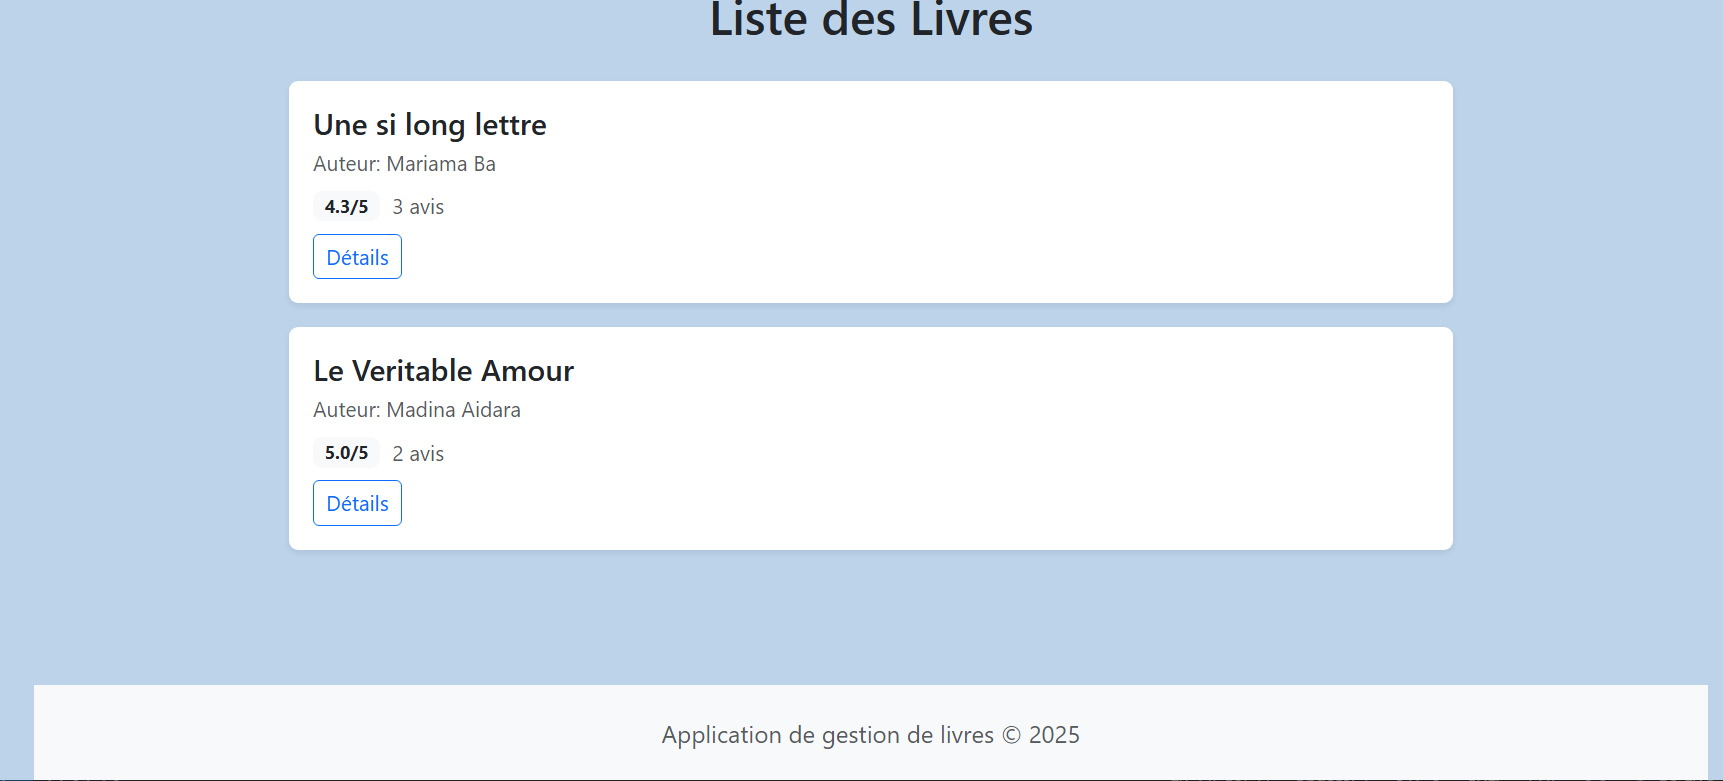 Liste des Livres
Une si long lettre
Auteur: Mariama Ba
4.3/5 3 avis
Détails
Le Veritable Amour
Auteur: Madina Aidara
5.0/5 2 avis
Détails
Application de gestion de livres © 2025